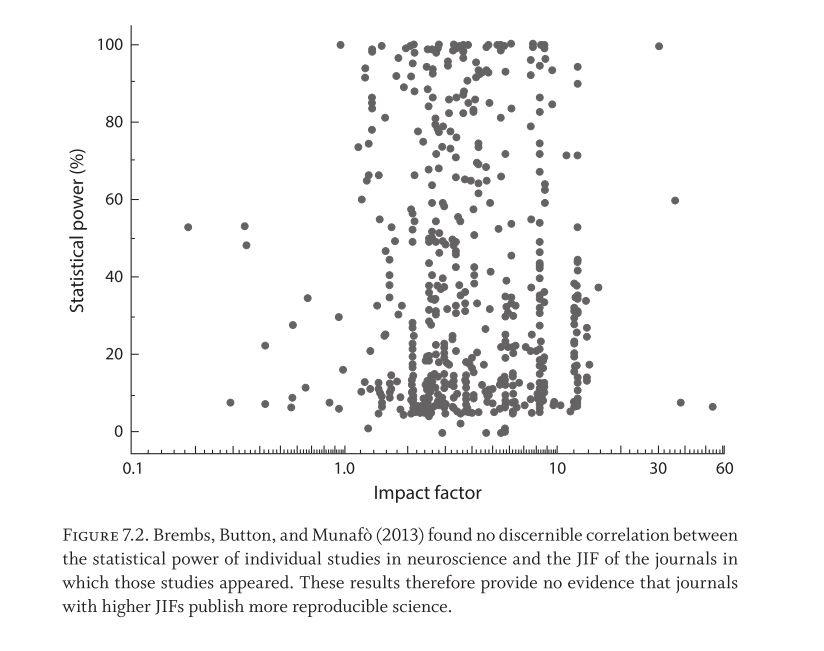 100
80
60
40
20
0
Statistical power (%)
0.1 1.0 10 30 60
Impact factor
Figure 7.2. Brembs, Button, and Munafò (2013) found no discernible correlation between
the statistical power of individual studies in neuroscience and the JIF of the journals in
which those studies appeared. These results therefore provide no evidence that journals
with higher JIFs publish more reproducible science.